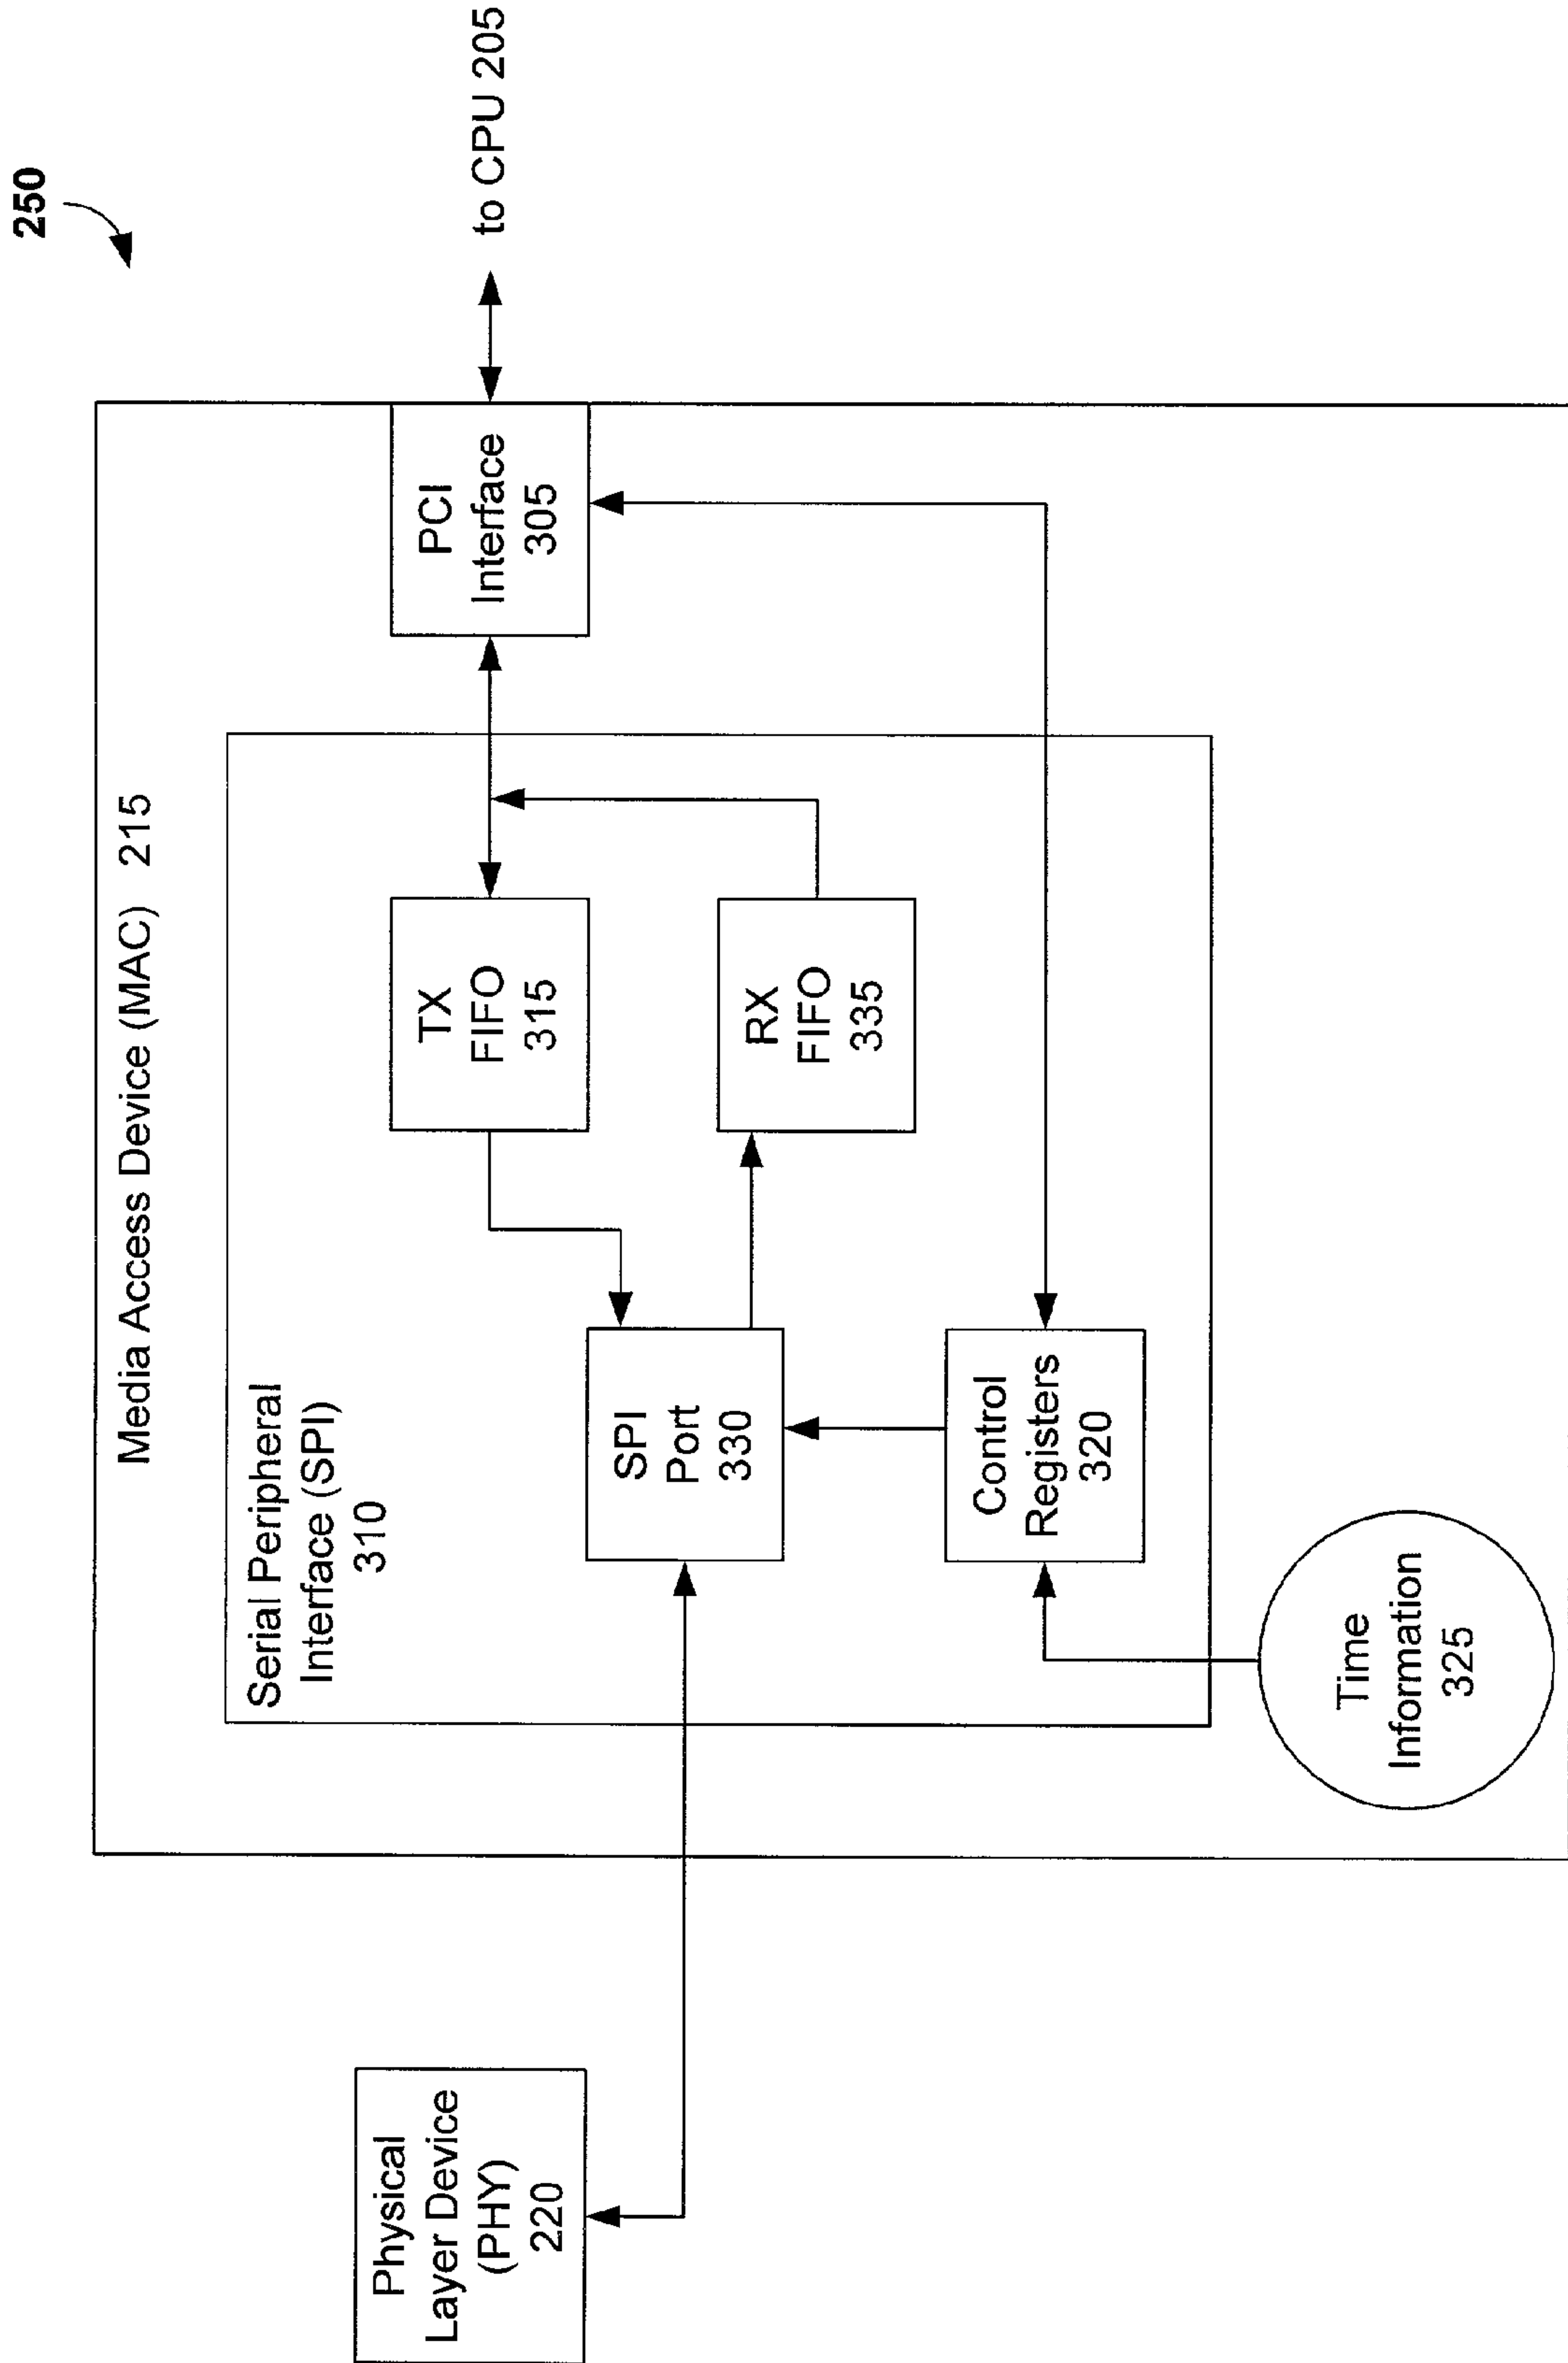 250
to CPU 205
Media Access Device (MAC) 215
Serial Peripheral
Interface (SPI)
310
PCI
Interface
305
TX
FIFO
315
RX
FIFO
335
SPI
Port
330
Control
Registers
320
Time
Information
325
Physical
Layer Device
(PHY)
220